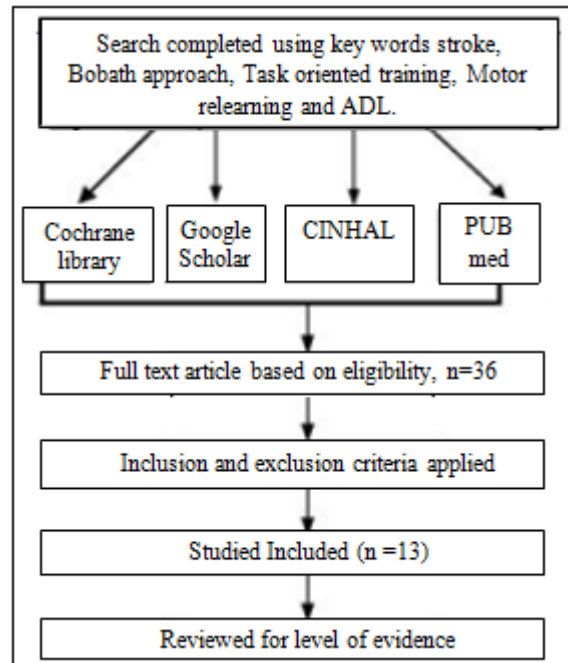 Search completed using key words stroke,
Bobath approach, Task oriented training, Motor
relearning and ADL.
Cochrane
library
Google
Scholar
CINHAL
PUB
med
Full text article based on eligibility, n=36
Inclusion and exclusion criteria applied
Studied Included (n =13)
Reviewed for level of evidence